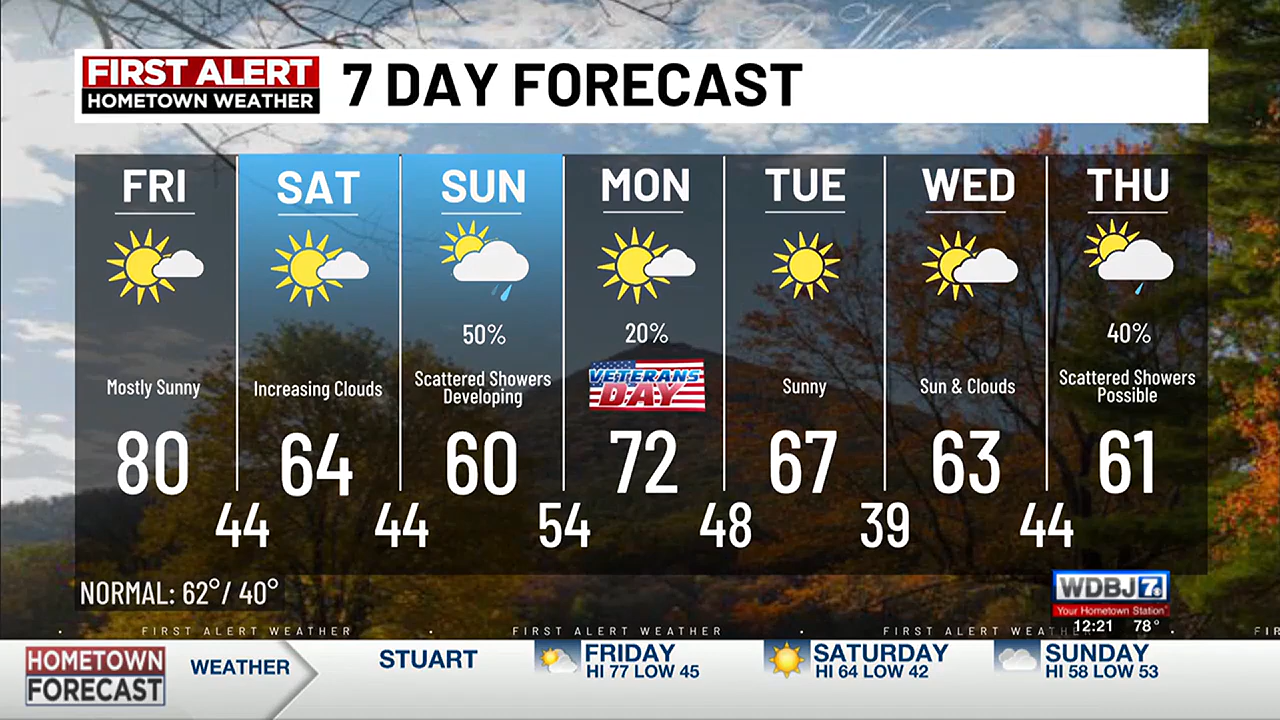 FIRST ALERT
HOMETOWN WEATHER
7 DAY FORECAST
FRI
SAT
SUN
MON
TUE
WED
THU
50%
20%
40%
Mostly Sunny
Increasing Clouds
Scattered Showers
Developing
VETERANS
DAY
Sunny
Sun & Clouds
Scattered Showers
Possible
80
64
60
72
67
63
61
44
44
54
48
39
44
NORMAL: 62°/ 40°
WDBJ7
Your Hometown Station
12:21 78°
FIRST ALERT WEATHER
FIRST ALERT WEATHER
FIRST ALERT WEATHER
HOMETOWN
FORECAST
WEATHER
STUART
FRIDAY
HI 77 LOW 45
SATURDAY
HI 64 LOW 42
SUNDAY
HI 58 LOW 53